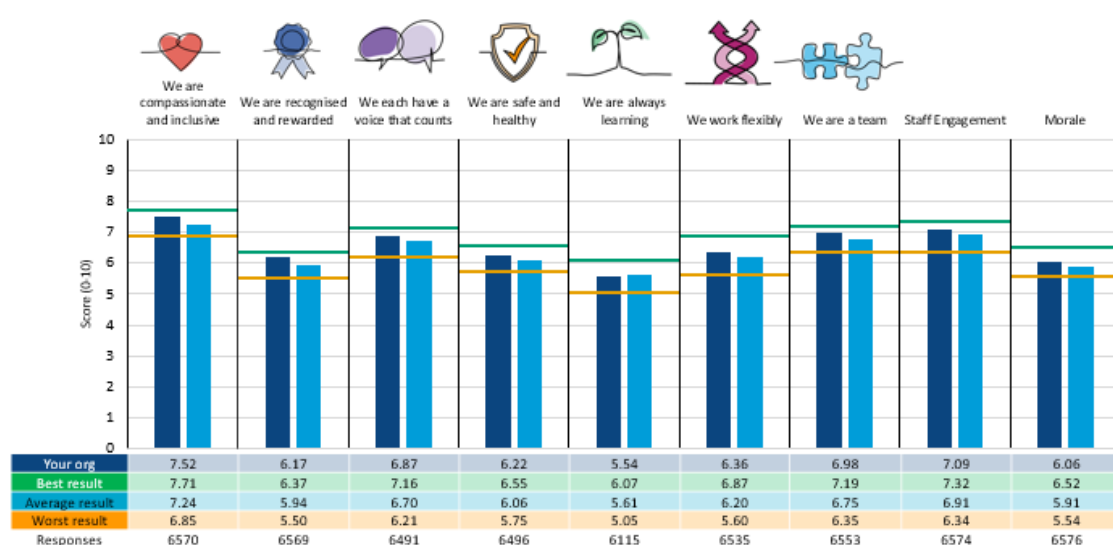 We are
compassionate
and inclusive
We are recognised
and rewarded
We each have a
voice that counts
We are safe and
healthy
We are always
learning
We work flexibly
We are a team
Staff Engagement
Morale
Score (0-10)
10
9
8
7
6
5
4
3
2
1
0
Your org 7.52 6.17 6.87 6.22 5.54 6.36 6.98 7.09 6.06
Best result 7.71 6.37 7.16 6.55 6.07 6.87 7.19 7.32 6.52
Average result 7.24 5.94 6.70 6.06 5.61 6.20 6.75 6.91 5.91
Worst result 6.85 5.50 6.21 5.75 5.05 5.60 6.35 6.34 5.54
Responses 6570 6569 6491 6496 6115 6535 6553 6574 6576